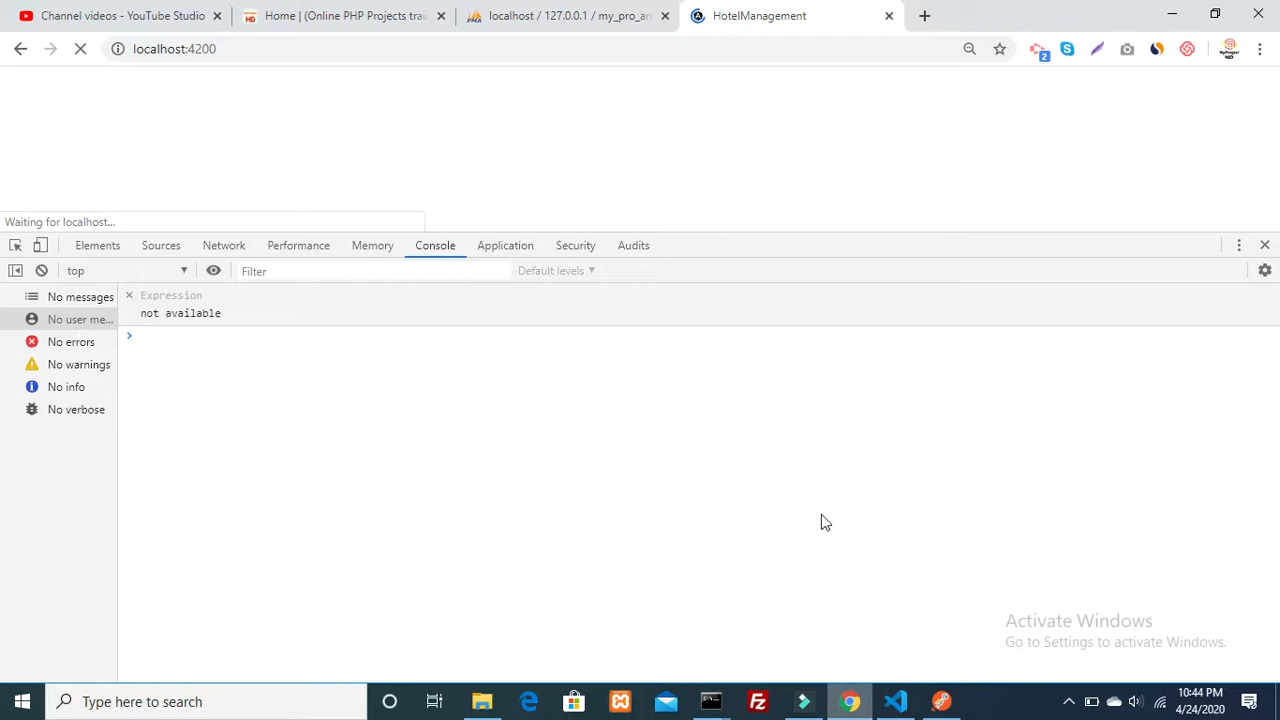 Channel videos - YouTube Studio
Home | (Online PHP Projects trai
localhost / 127.0.0.1 / my_pro_an
HotelManagement
localhost:4200
2
Waiting for localhost...
Elements
Sources
Network
Performance
Memory
Console
Application
Security
Audits
top
Filter
Default levels
No messages
Expression
not available
No user me...
No errors
No warnings
No info
No verbose
Activate Windows
Go to Settings to activate Windows.
Type here to search
10:44 PM
4/24/2020